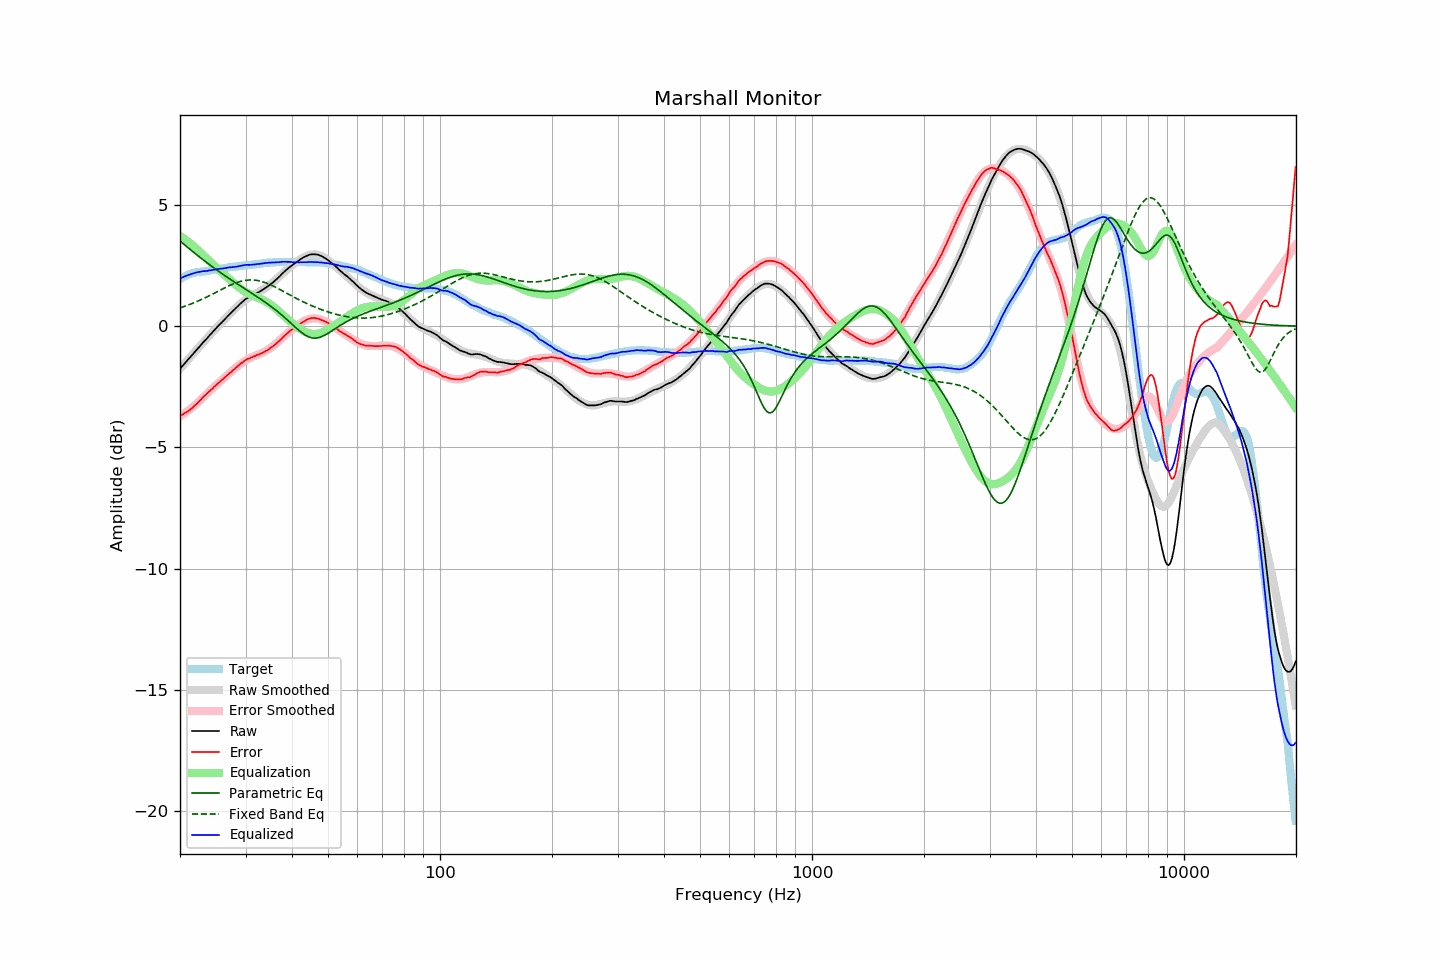 Marshall Monitor
5
0
−5
−10
−15
−20
Amplitude (dBr)
Target
Raw Smoothed
Error Smoothed
Raw
Error
Equalization
Parametric Eq
Fixed Band Eq
Equalized
100
1000
10000
Frequency (Hz)